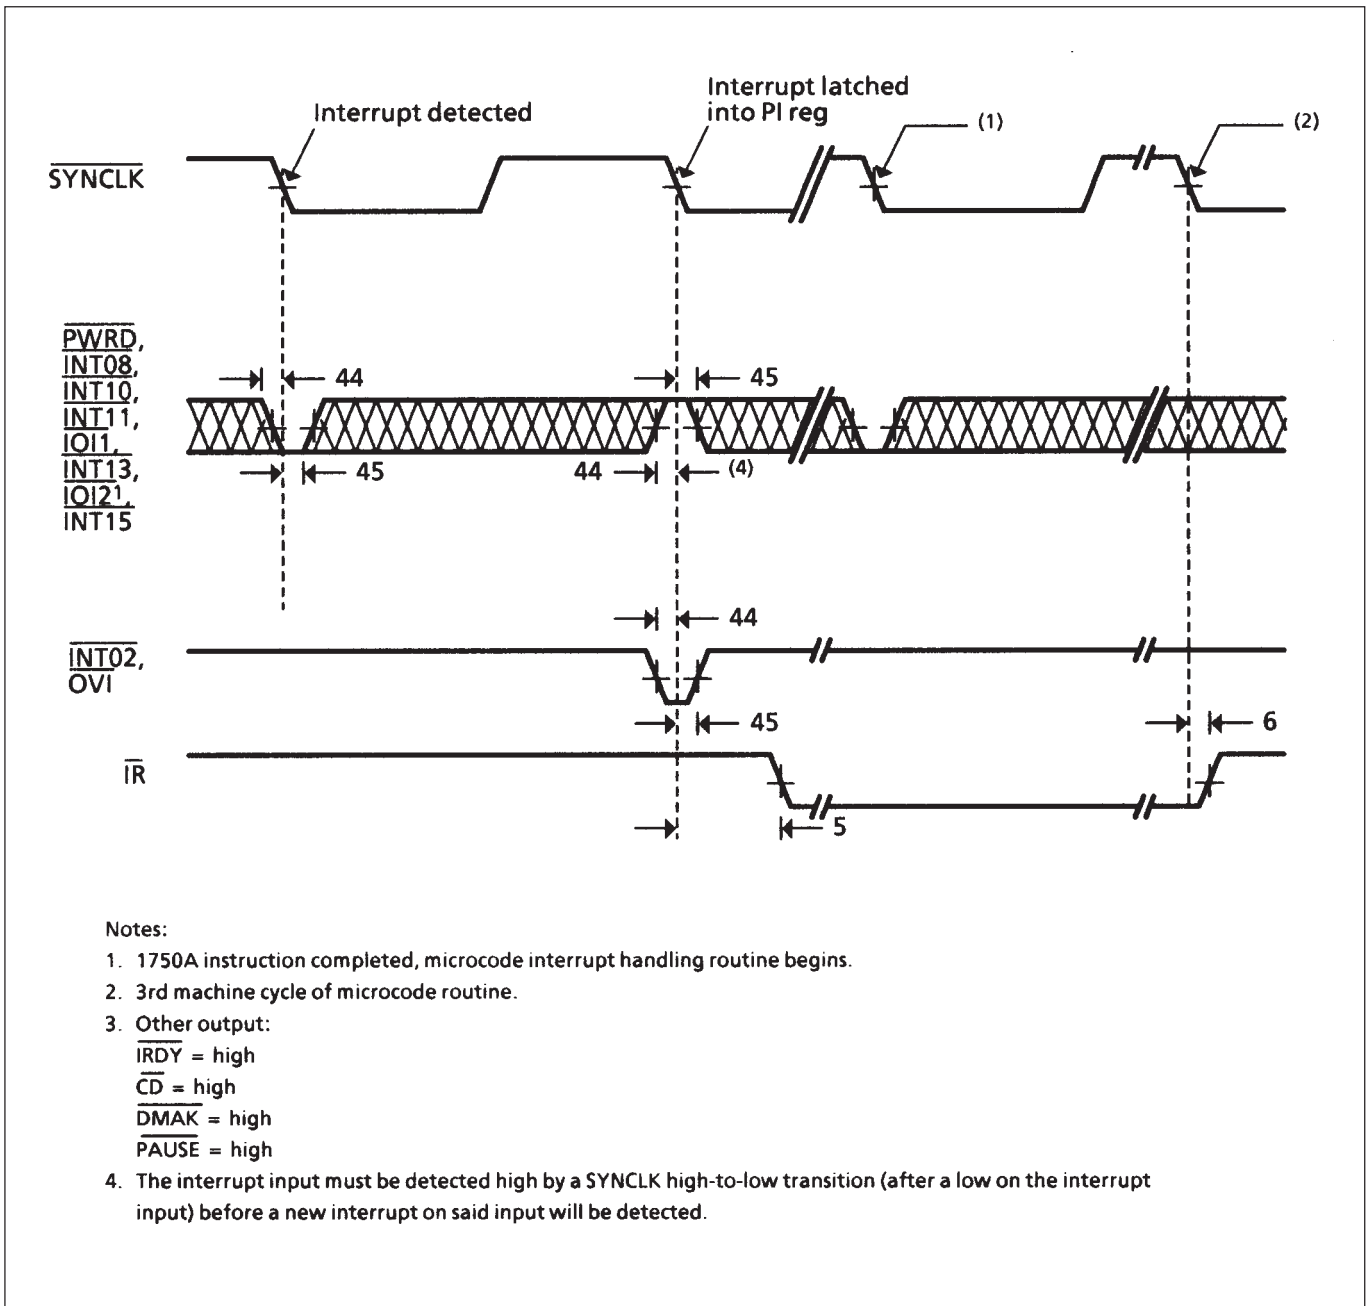 Interrupt detected
Interrupt latched
into PI reg
(1)
(2)
SYNCLK
PWRD,
INT08,
INT10,
INT11,
IOI1,
INT13,
IOI2¹,
INT15
44
45
45
44
(4)
44
INT02,
OVI
45
6
IR
5
Notes:
1. 1750A instruction completed, microcode interrupt handling routine begins.
2. 3rd machine cycle of microcode routine.
3. Other output:
IRDY = high
CD = high
DMAK = high
PAUSE = high
4. The interrupt input must be detected high by a SYNCLK high-to-low transition (after a low on the interrupt
input) before a new interrupt on said input will be detected.